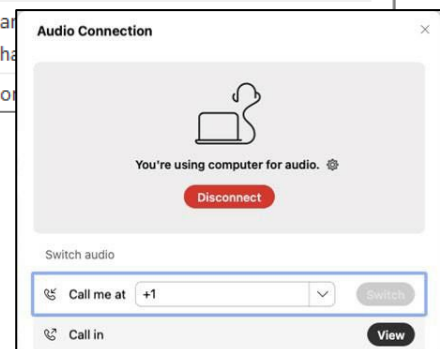 Audio Connection
You're using computer for audio.
Disconnect
Switch audio
Call me at +1 Switch
Call in View